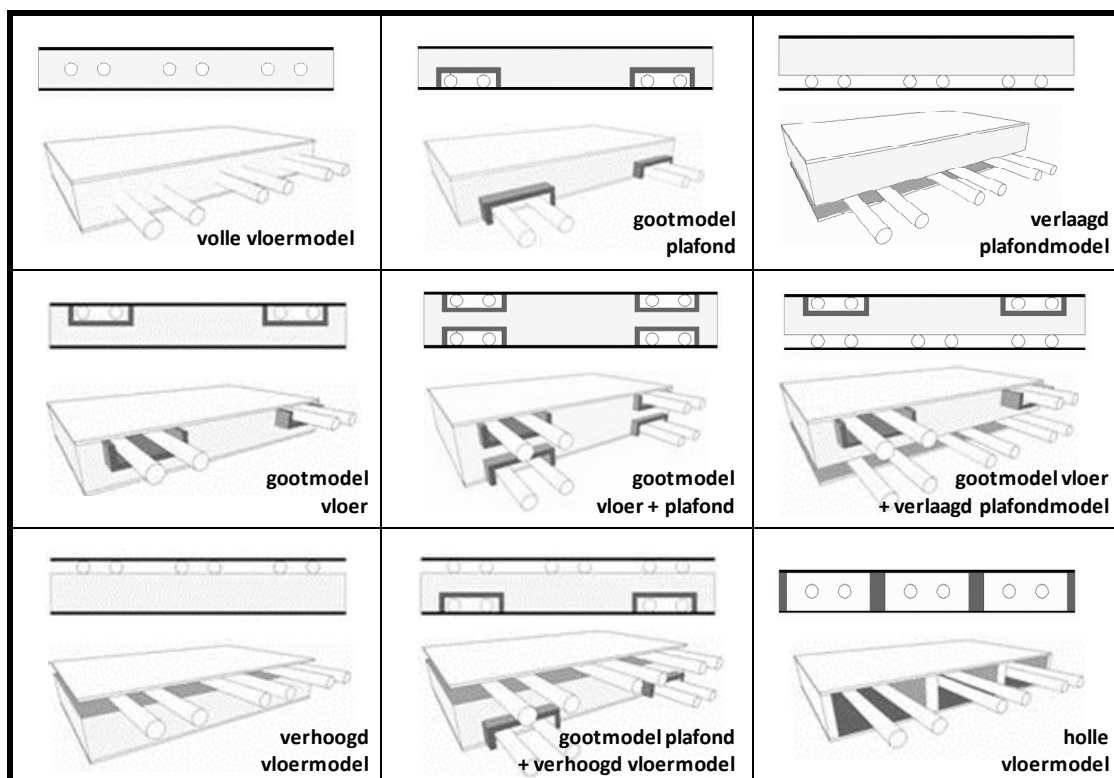 volle vloermodel
gootmodel
plafond
verlaagd
plafondmodel
gootmodel
vloer
gootmodel
vloer + plafond
gootmodel vloer
+ verlaagd plafondmodel
verhoogd
vloermodel
gootmodel plafond
+ verhoogd vloermodel
holle
vloermodel